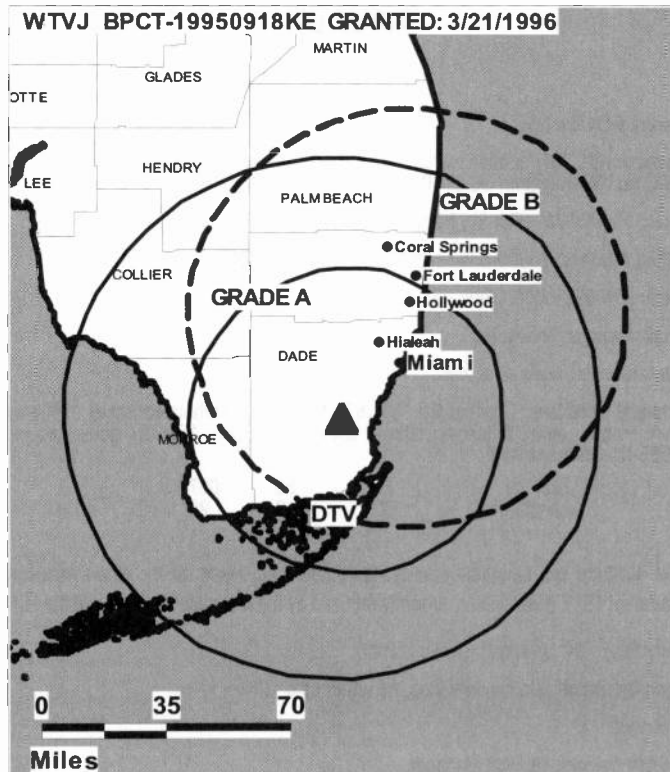 WTVJ BPCT-19950918KE GRANTED: 3/21/1996
MARTIN
GLADES
OTTE
HENDRY
LEE
PALM BEACH
GRADE B
Coral Springs
COLLIER
Fort Lauderdale
GRADE A
Hollywood
DADE
Hialeah
Miami
MONROE
DTV
0 35 70
Miles